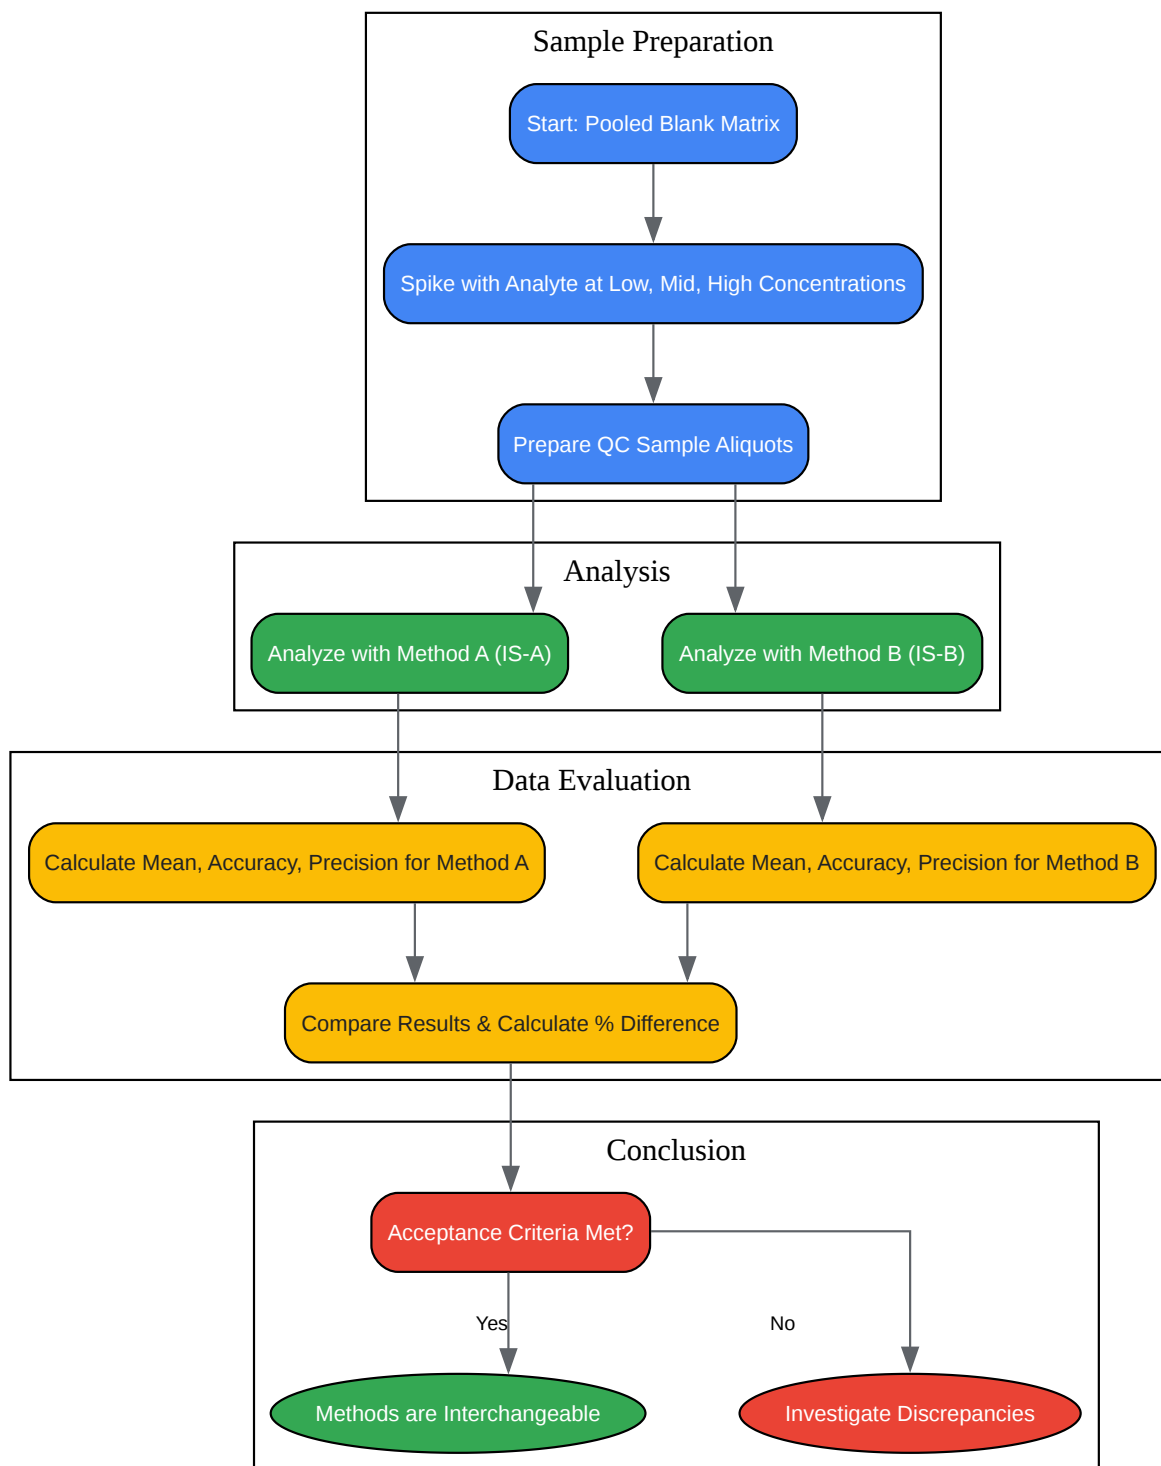 Sample Preparation
Start: Pooled Blank Matrix
Spike with Analyte at Low, Mid, High Concentrations
Prepare QC Sample Aliquots
Analysis
Analyze with Method A (IS-A)
Analyze with Method B (IS-B)
Data Evaluation
Calculate Mean, Accuracy, Precision for Method A
Calculate Mean, Accuracy, Precision for Method B
Compare Results & Calculate % Difference
Conclusion
Acceptance Criteria Met?
Yes
No
Methods are Interchangeable
Investigate Discrepancies